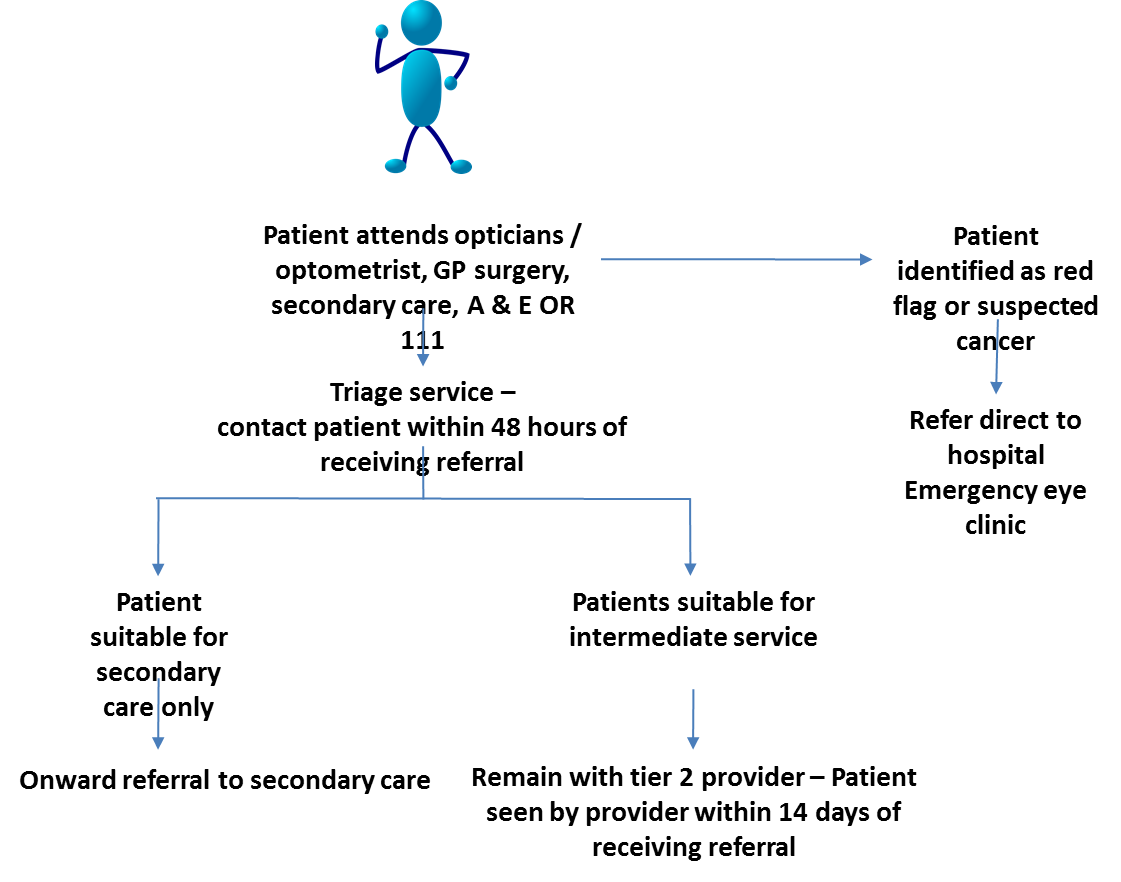 Patient attends opticians /
optometrist, GP surgery,
secondary care, A & E OR
111
Patient
identified as red
flag or suspected
cancer
Triage service –
contact patient within 48 hours of
receiving referral
Refer direct to
hospital
Emergency eye
clinic
Patient
suitable for
secondary
care only
Patients suitable for
intermediate service
Onward referral to secondary care
Remain with tier 2 provider – Patient
seen by provider within 14 days of
receiving referral